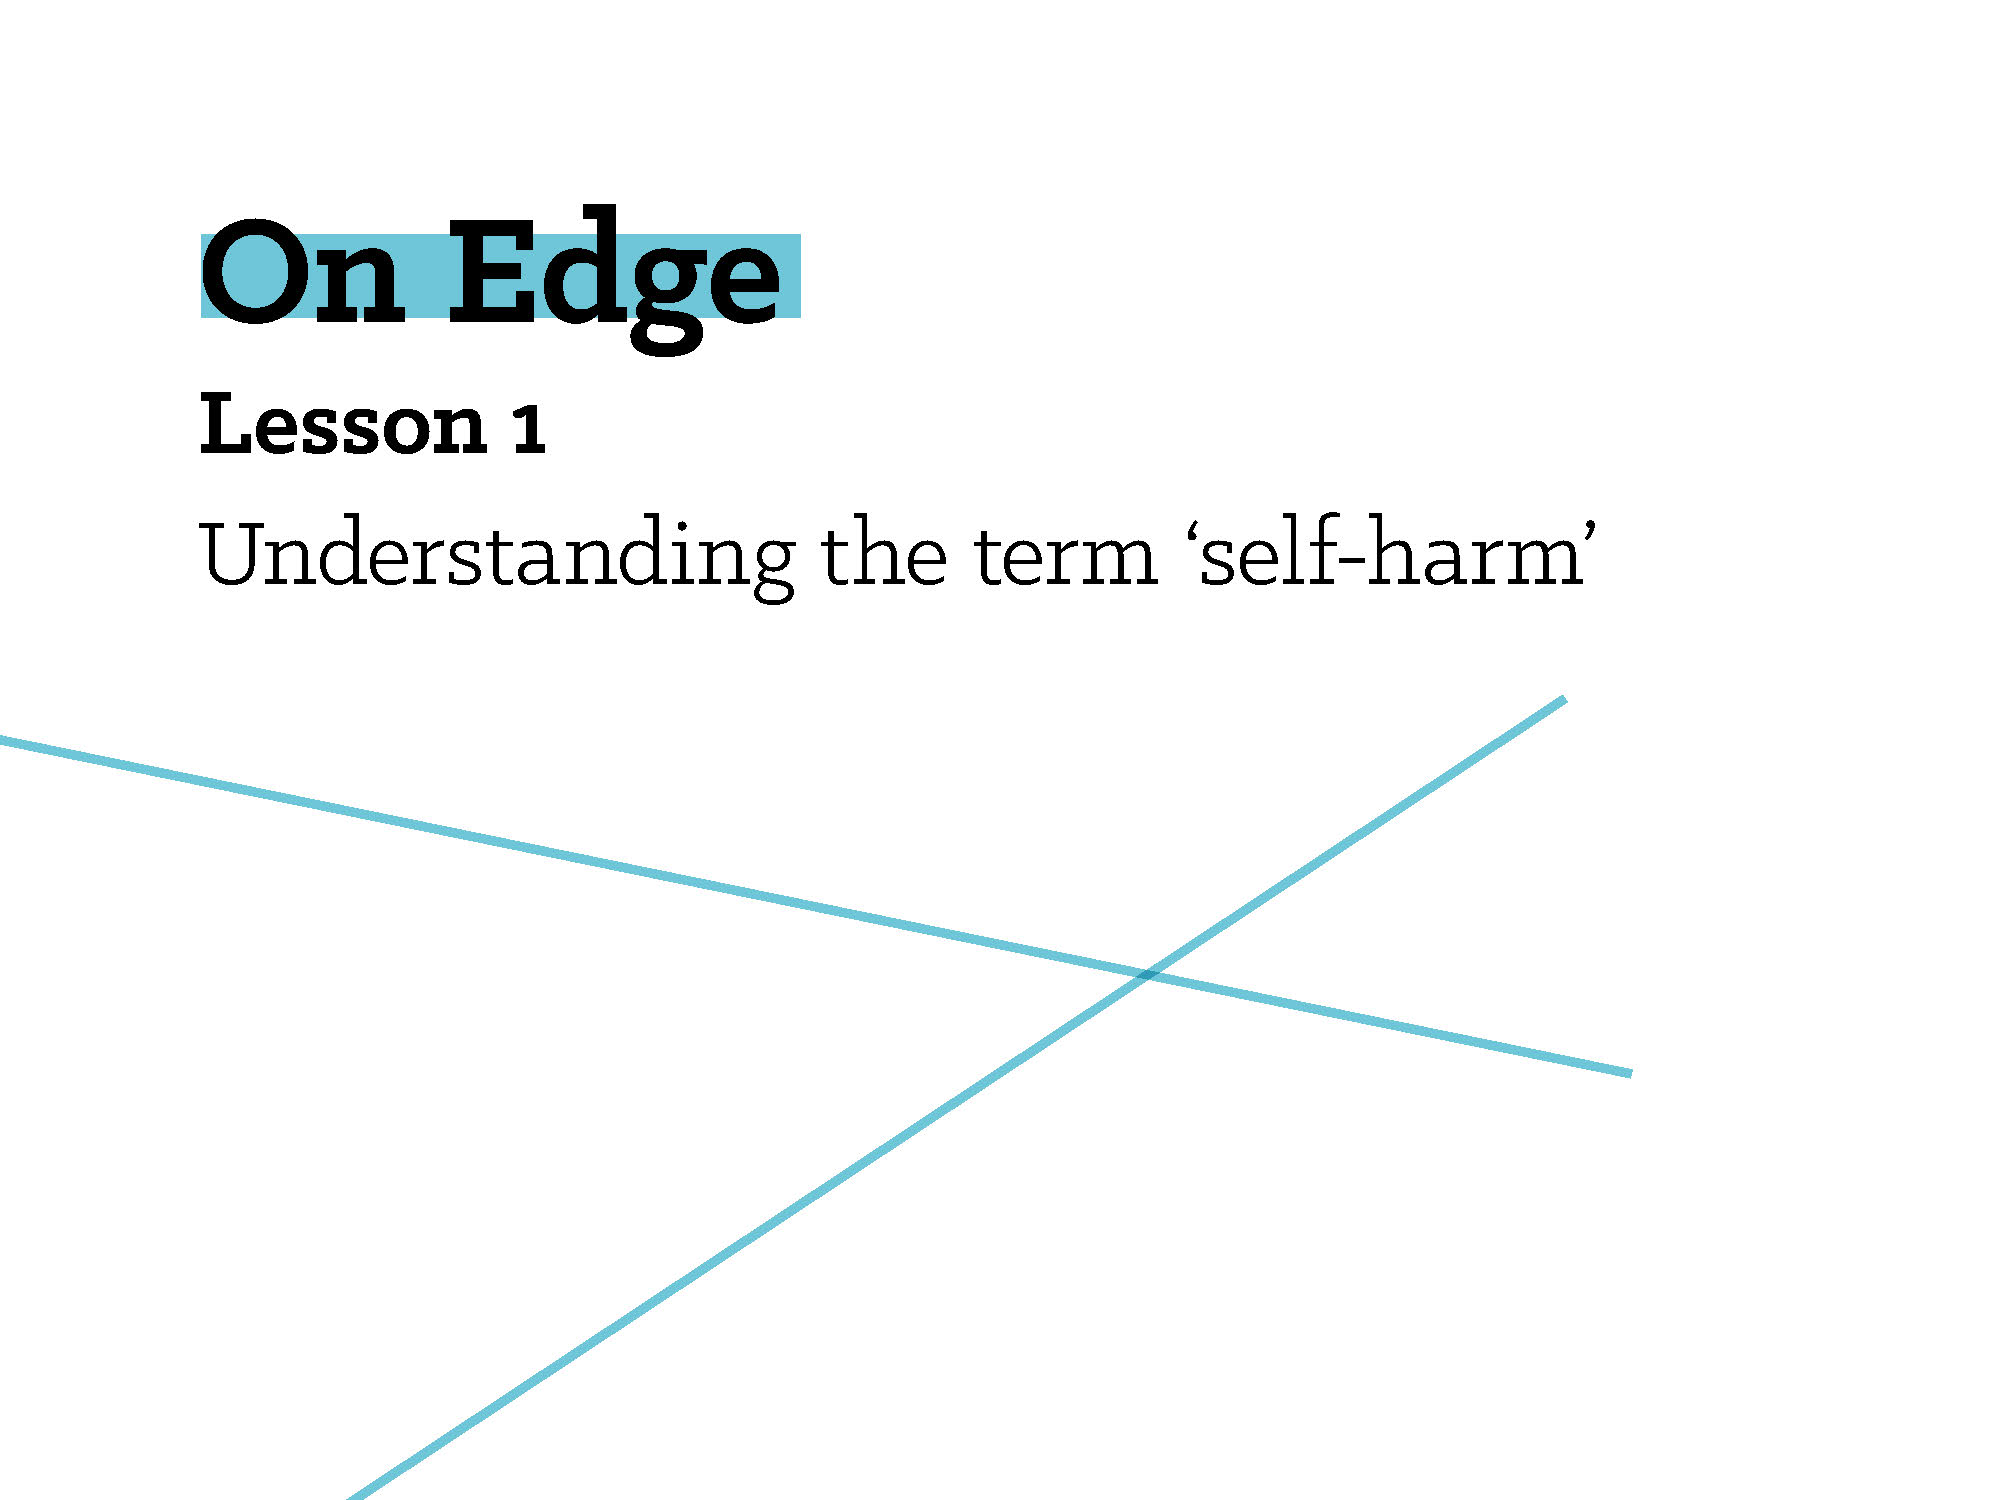 On Edge
Lesson 1
Understanding the term ‘self-harm’